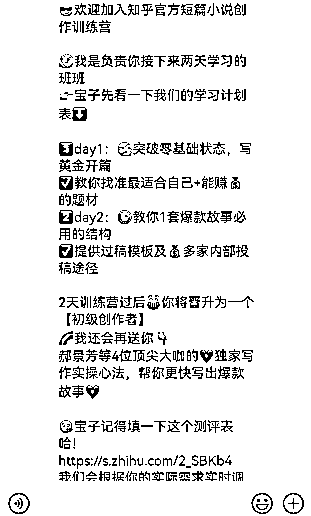 😎欢迎加入知乎官方短篇小说创
作训练营
🥳我是负责你接下来两天学习的
班班
👉宝子先看一下我们的学习计划
表⬇️
day1：突破零基础状态，写
黄金开篇
✅教你找准最适合自己+能赚💰
的题材
2️⃣day2：教你1套爆款故事必
用的结构
✅提供过稿模板及💰多家内部投
稿途径
2天训练营过后你将晋升为一个
【初级创作者】
🌈我还会再送你👇
郝景芳等4位顶尖大咖的独家写
作实操心法，帮你更快写出爆款
故事
宝子记得填一下这个测评表
哈！
https://s.zhihu.com/2_SBKb4
我们会根据你的实际需求实时调